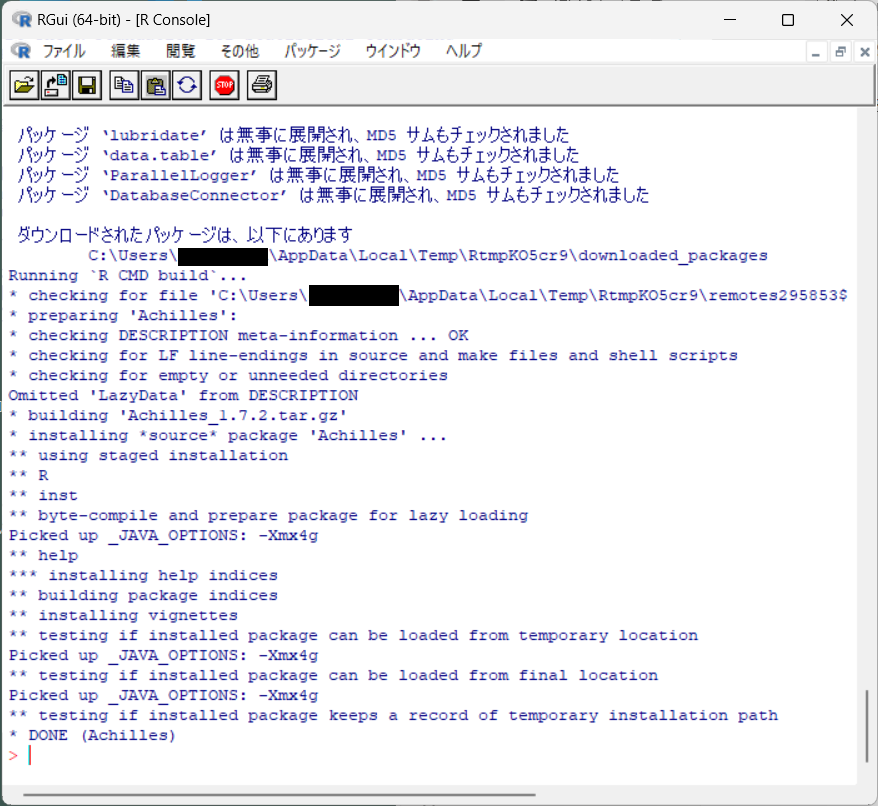 RGui (64-bit) - [R Console]
ファイル 編集 閲覧 その他 パッケージ ウインドウ ヘルプ
STOP
パッケージ ‘lubridate’ は無事に展開され、MD5 サムもチェックされました
パッケージ ‘data.table’ は無事に展開され、MD5 サムもチェックされました
パッケージ ‘ParallelLogger’ は無事に展開され、MD5 サムもチェックされました
パッケージ ‘DatabaseConnector’ は無事に展開され、MD5 サムもチェックされました
ダウンロードされたパッケージは、以下にあります
C:\Users\ \AppData\Local\Temp\RtmpKO5cr9\downloaded_packages
Running `R CMD build`...
* checking for file 'C:\Users\ \AppData\Local\Temp\RtmpKO5cr9\remotes295853$
* preparing 'Achilles':
* checking DESCRIPTION meta-information ... OK
* checking for LF line-endings in source and make files and shell scripts
* checking for empty or unneeded directories
Omitted 'LazyData' from DESCRIPTION
* building 'Achilles_1.7.2.tar.gz'
* installing *source* package 'Achilles' ...
** using staged installation
** R
** inst
** byte-compile and prepare package for lazy loading
Picked up _JAVA_OPTIONS: -Xmx4g
** help
*** installing help indices
** building package indices
** installing vignettes
** testing if installed package can be loaded from temporary location
Picked up _JAVA_OPTIONS: -Xmx4g
** testing if installed package can be loaded from final location
Picked up _JAVA_OPTIONS: -Xmx4g
** testing if installed package keeps a record of temporary installation path
* DONE (Achilles)
>